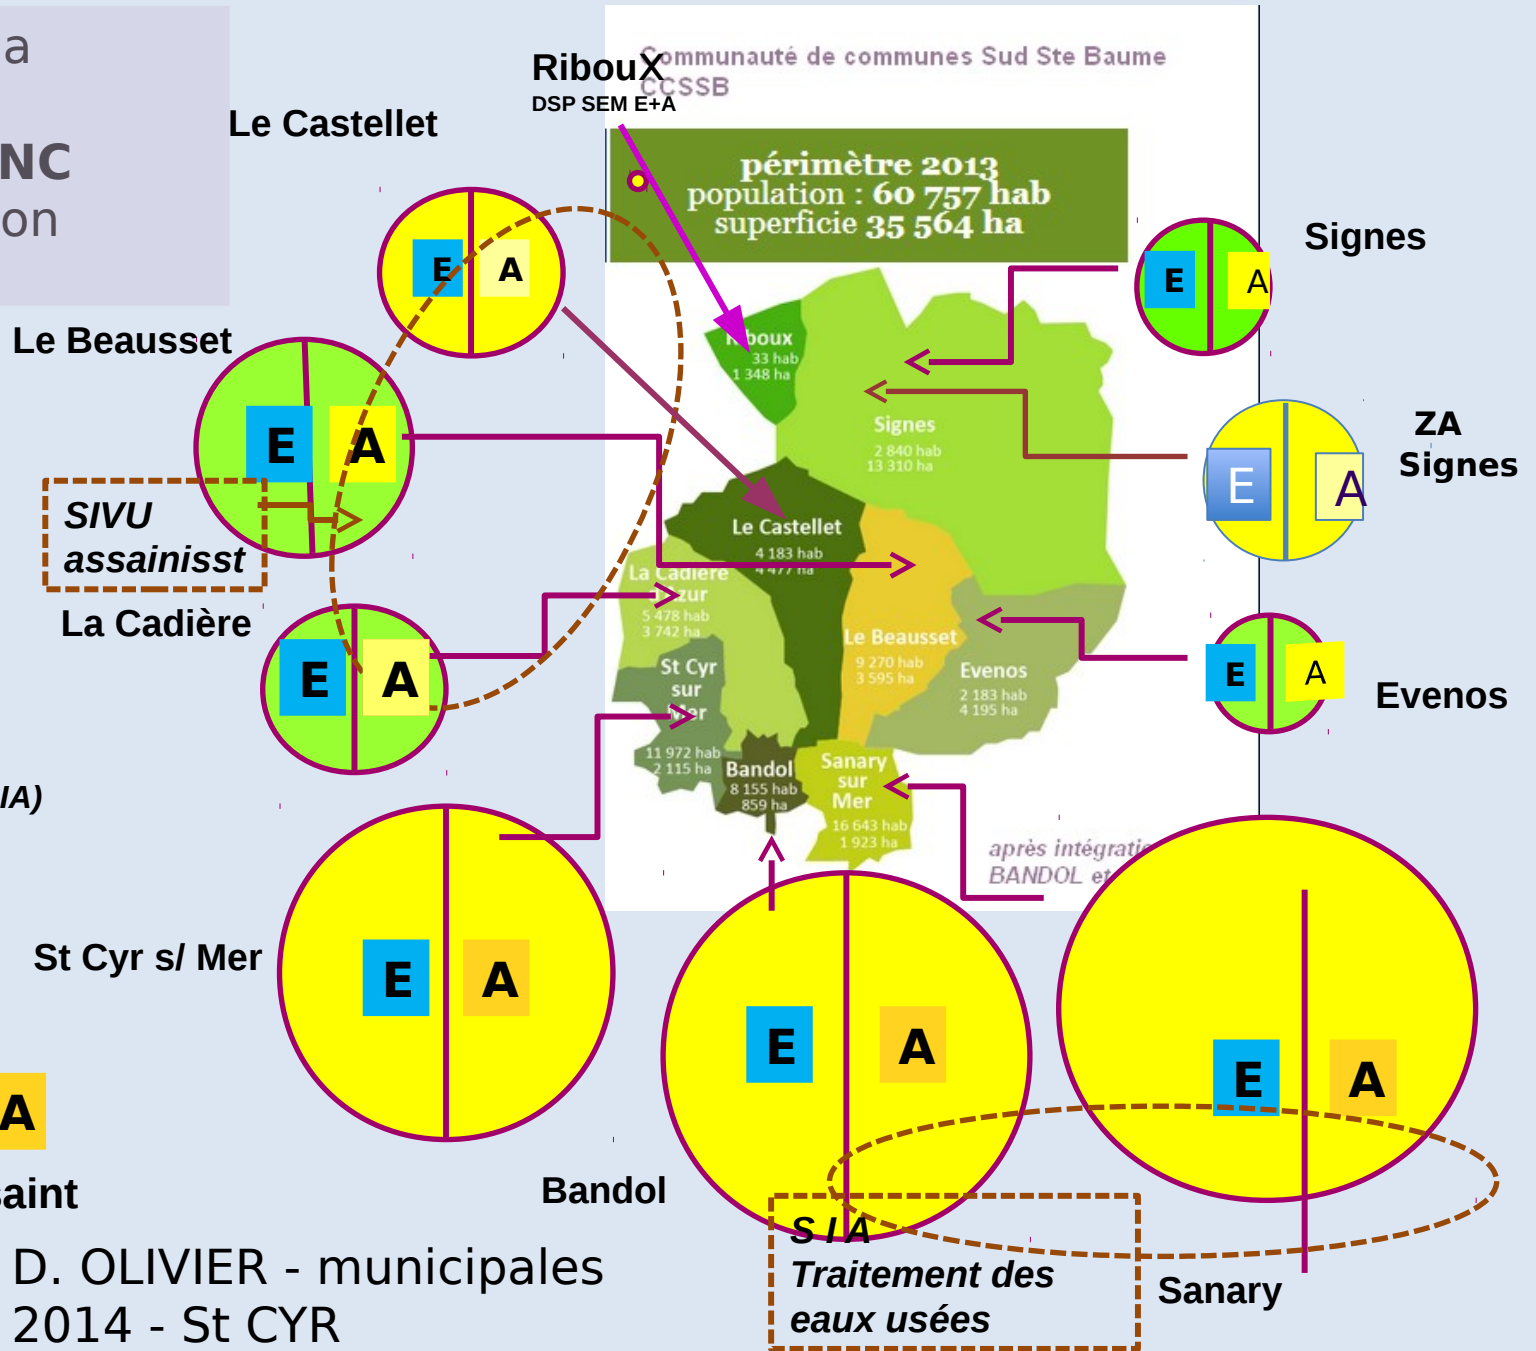 a
NC
on
RibouX
DSP SEM E+A
Communauté de communes Sud Ste Baume
CCSSB
Le Castellet
périmètre 2013
population : 60 757 hab
superficie 35 564 ha
Signes
E A
E A
Le Beausset
Riboux
33 hab
1 348 ha
E A
Signes
2 840 hab
13 310 ha
ZA
Signes
E A
SIVU
assainisst
Le Castellet
4 183 hab
4 477 ha
La Cadière
d'Azur
5 478 hab
3 742 ha
La Cadière
E A
Le Beausset
9 270 hab
3 595 ha
St Cyr
sur
Mer
11 972 hab
2 115 ha
Evenos
2 183 hab
4 195 ha
E A
Evenos
Bandol
8 155 hab
859 ha
Sanary
sur
Mer
16 643 hab
1 923 ha
IA)
après intégratio
BANDOL et
St Cyr s/ Mer
E A
E A
E A
A
saint
Bandol
S I A
Traitement des
eaux usées
Sanary
D. OLIVIER - municipales
2014 - St CYR